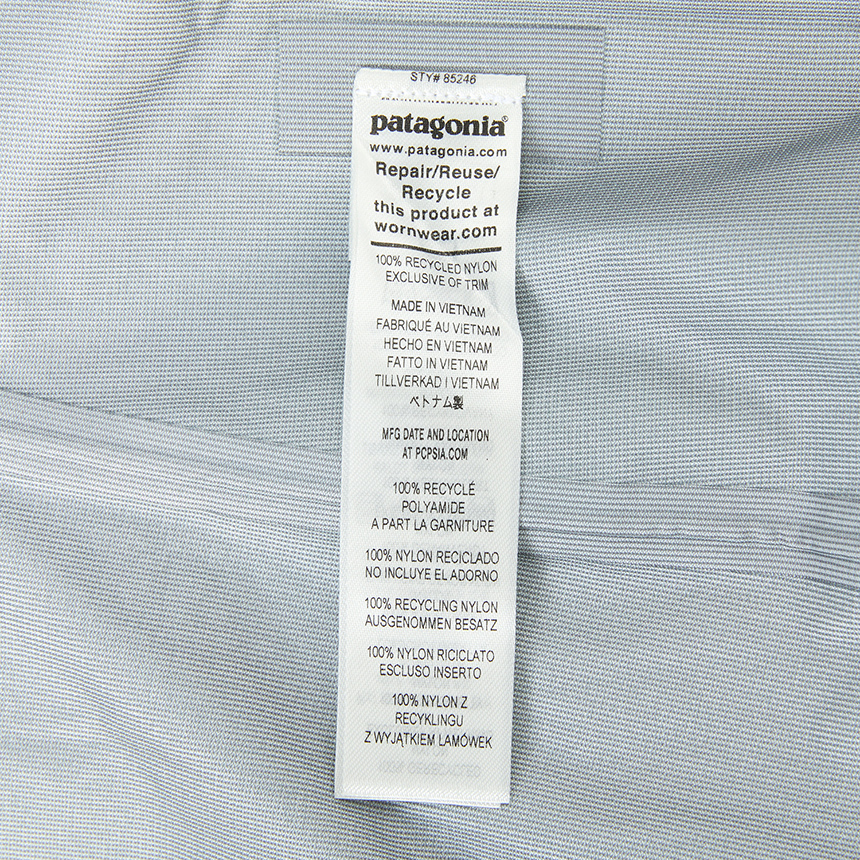 STY# 85246
patagonia®
www.patagonia.com
Repair/Reuse/
Recycle
this product at
wornwear.com
100% RECYCLED NYLON
EXCLUSIVE OF TRIM
MADE IN VIETNAM
FABRIQUÉ AU VIETNAM
HECHO EN VIETNAM
FATTO IN VIETNAM
TILLVERKAD I VIETNAM
ベトナム製
MFG DATE AND LOCATION
AT PCPSIA.COM
100% RECYCLÉ
POLYAMIDE
A PART LA GARNITURE
100% NYLON RECICLADO
NO INCLUYE EL ADORNO
100% RECYCLING NYLON
AUSGENOMMEN BESATZ
100% NYLON RICICLATO
ESCLUSO INSERTO
100% NYLON Z
RECYKLINGU
Z WYJĄTKIEM LAMÓWEK